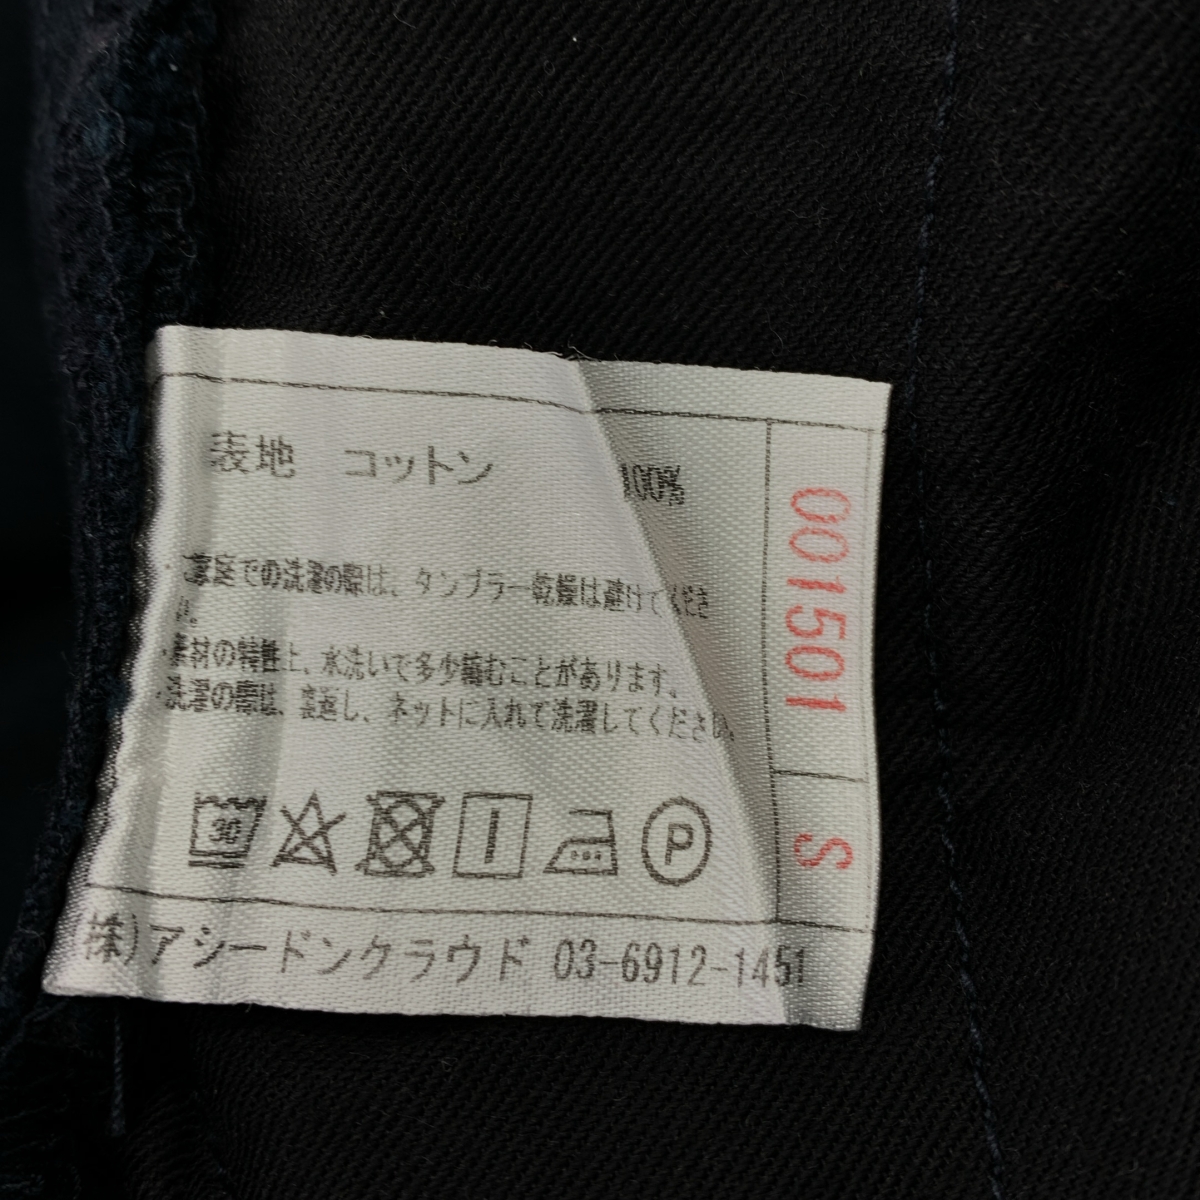 表地 コットン 100%
ご家庭での洗濯の際は、タンブラー乾燥は避けてくださ
い。
・素材の特性上、水洗いで多少縮むことがあります。
・洗濯の際は、裏返し、ネットに入れて洗濯してください。
30
P
(株)アシードンクラウド 03-6912-1451
001501
S